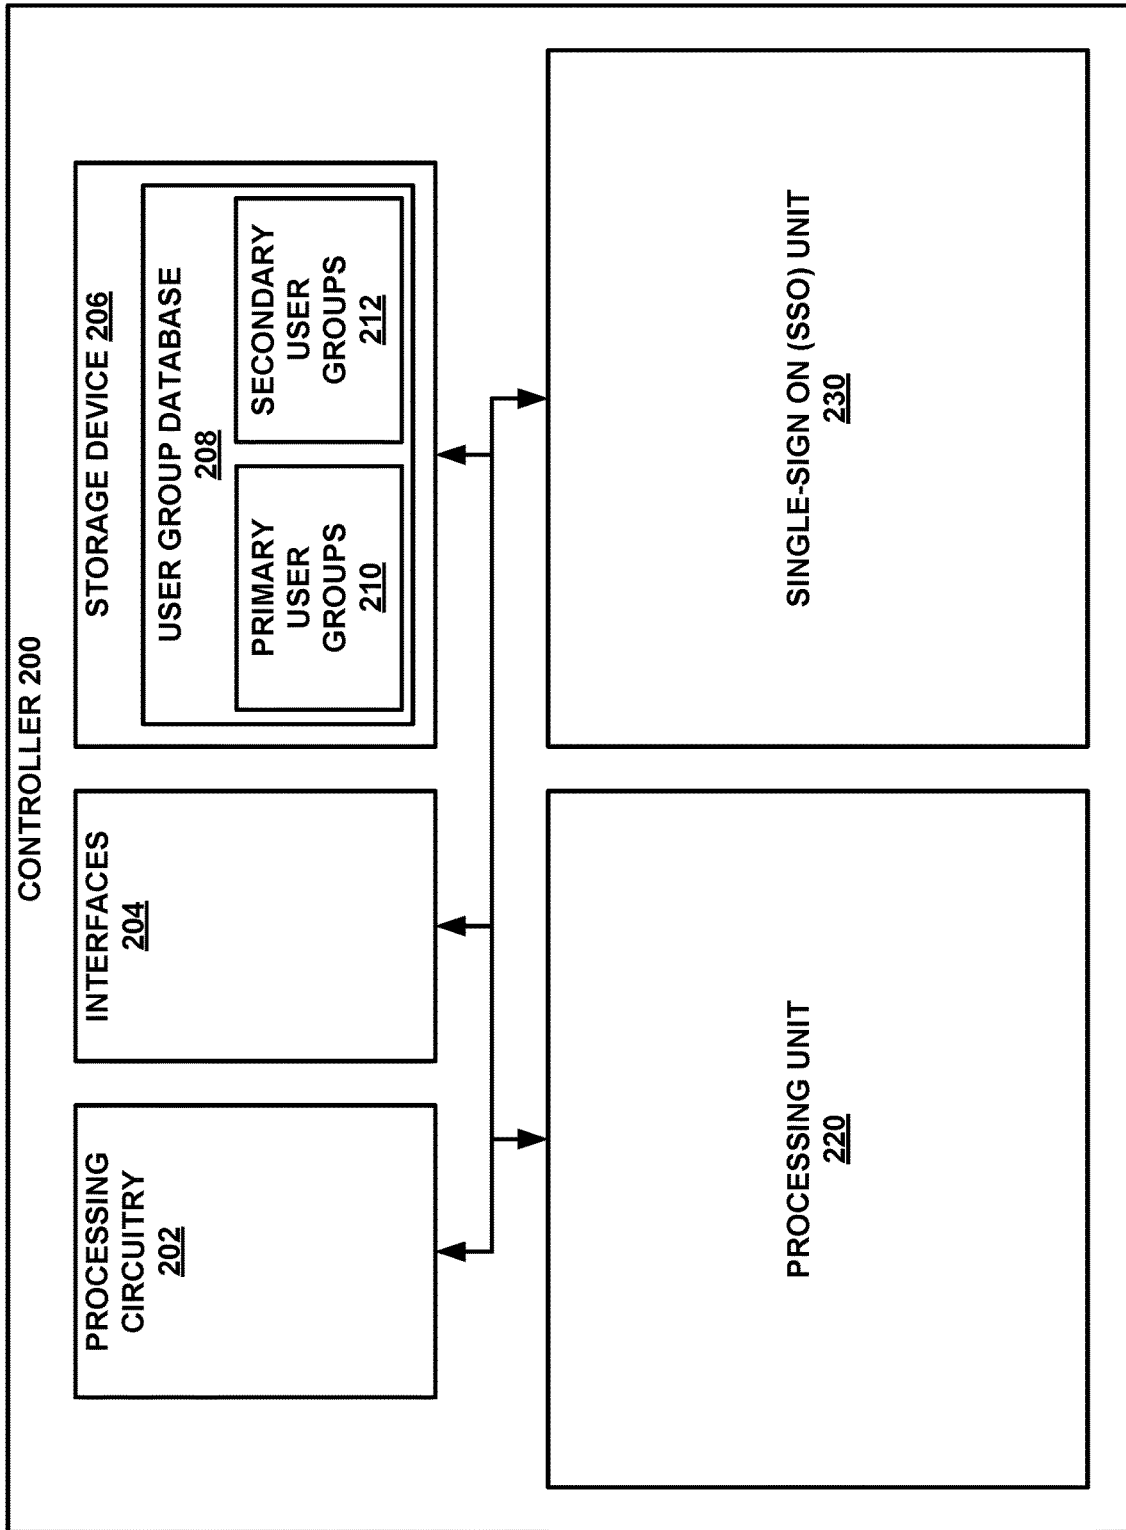 CONTROLLER 200
PROCESSING
CIRCUITRY
202
INTERFACES
204
STORAGE DEVICE 206
USER GROUP DATABASE
208
PRIMARY
USER
GROUPS
210
SECONDARY
USER
GROUPS
212
PROCESSING UNIT
220
SINGLE-SIGN ON (SSO) UNIT
230